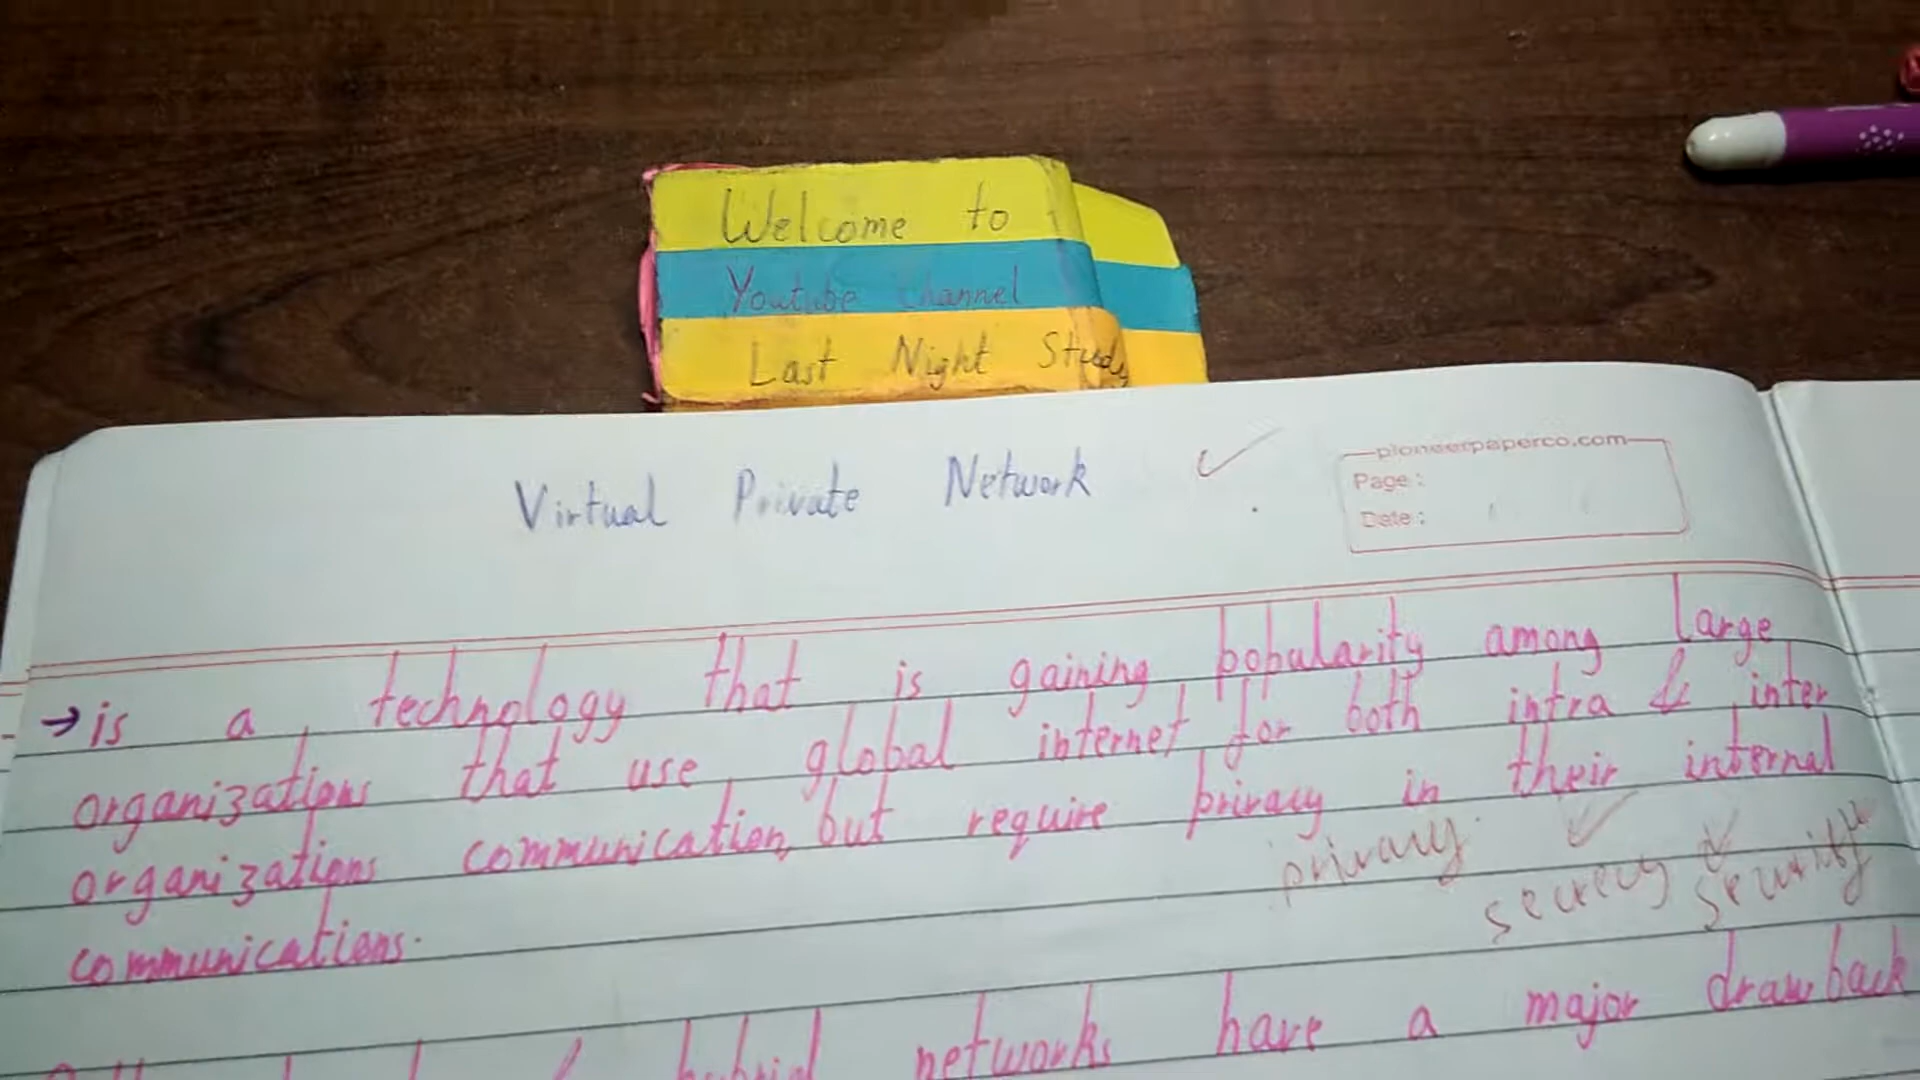 Welcome to
Youtube Channel
Last Night Study
Virtual Private Network
pioneerpaperco.com
Page :
Date :
→ is a technology that is gaining popularity among large
organizations that use global internet for both intra & inter
organizations communication, but require privacy in their internal
privacy.
secrecy
security
communications.
hybrid networks have a major drawback